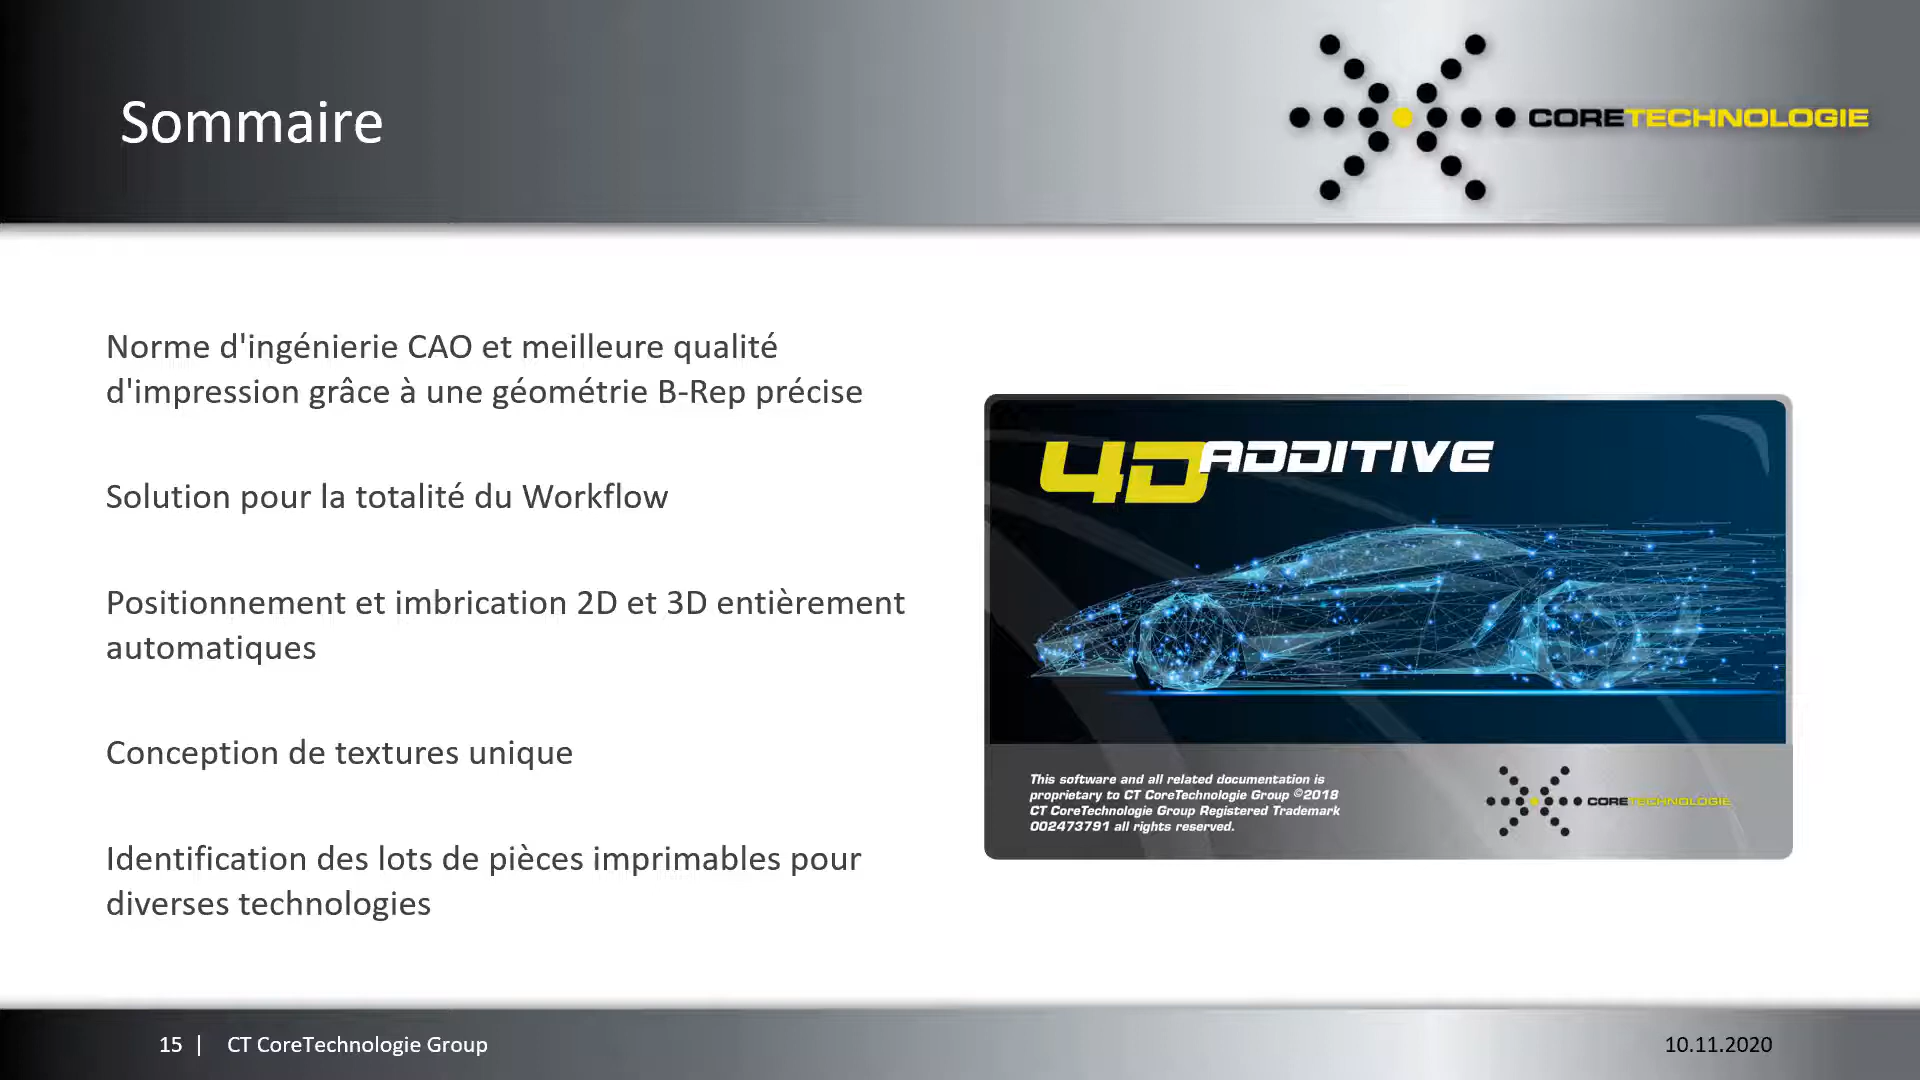 Sommaire
CORETECHNOLOGIE
Norme d'ingénierie CAO et meilleure qualité
d'impression grâce à une géométrie B-Rep précise
Solution pour la totalité du Workflow
Positionnement et imbrication 2D et 3D entièrement
automatiques
Conception de textures unique
Identification des lots de pièces imprimables pour
diverses technologies
4D ADDITIVE
This software and all related documentation is
proprietary to CT CoreTechnologie Group ©2018
CT CoreTechnologie Group Registered Trademark
002473791 all rights reserved.
CORETECHNOLOGIE
15 | CT CoreTechnologie Group
10.11.2020